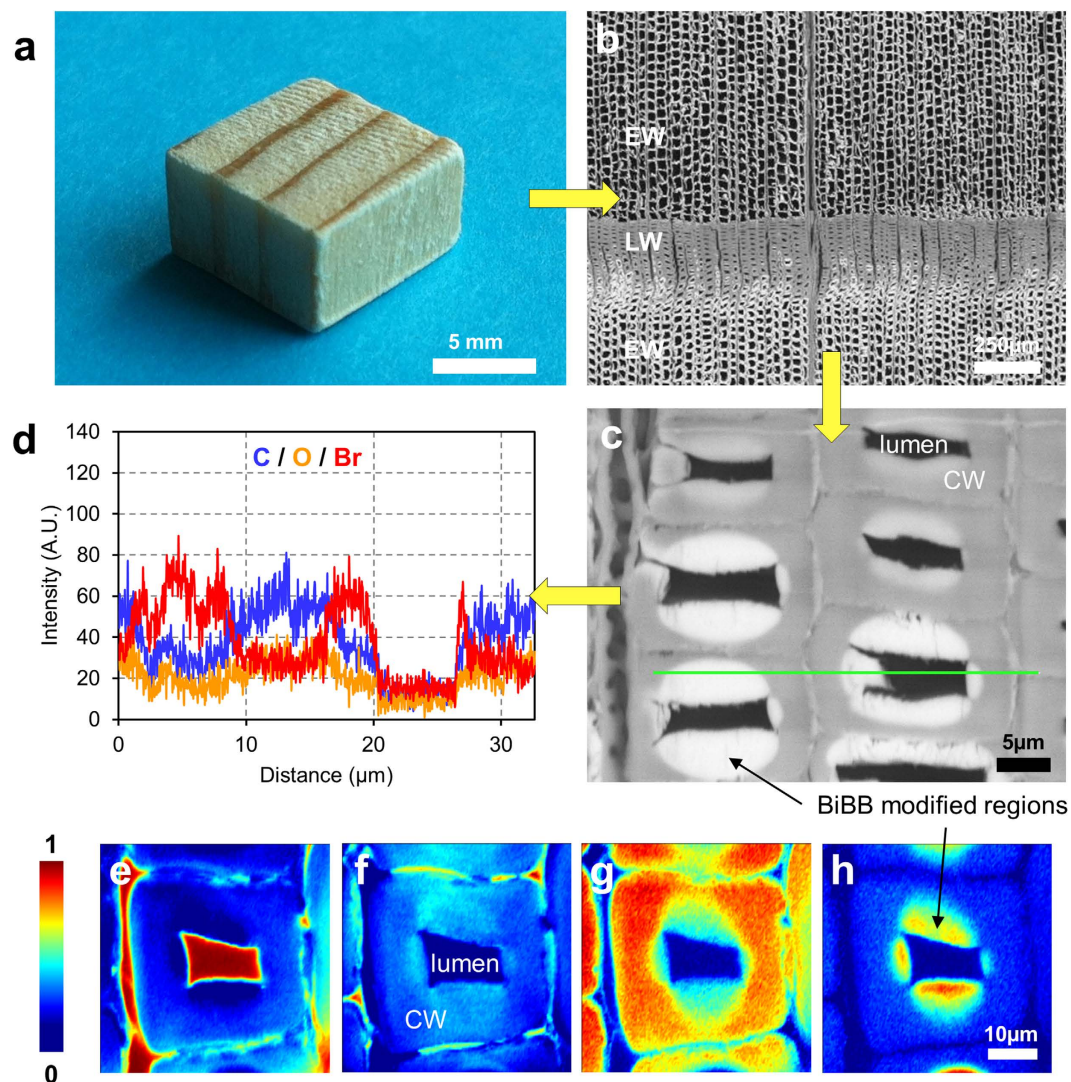 a
5 mm
b
EW
LW
EW
250µm
c
lumen
CW
5µm
BiBB modified regions
d
C / O / Br
Intensity (A.U.)
140
120
100
80
60
40
20
0
0
10
20
30
Distance (µm)
1
0
e
f
lumen
CW
g
h
10µm